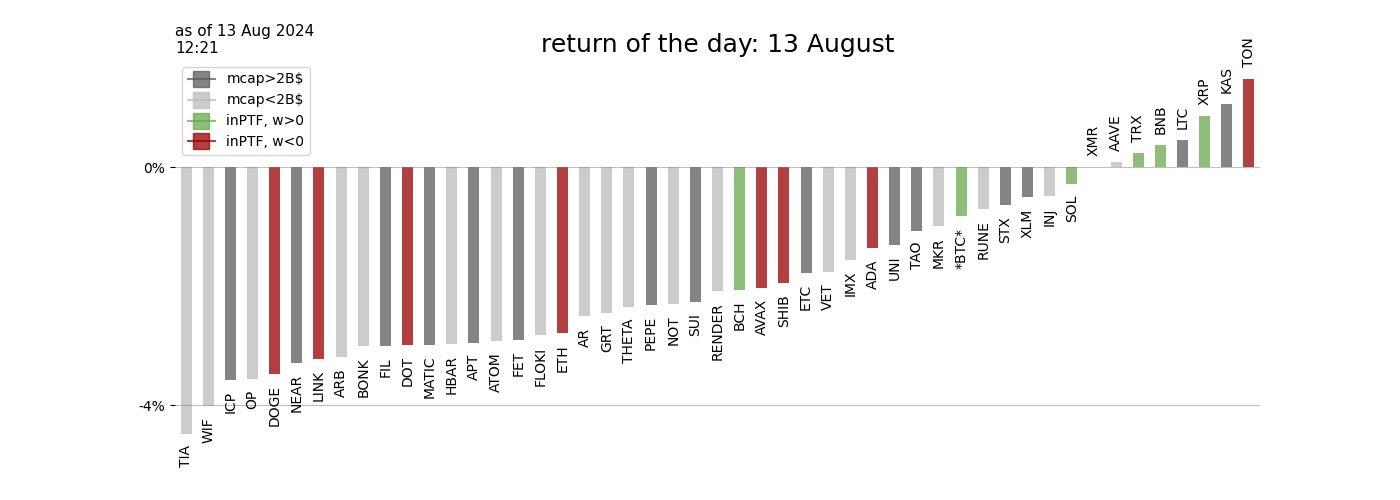 as of 13 Aug 2024
12:21
return of the day: 13 August
mcap>2B$
mcap<2B$
inPTF, w>0
inPTF, w<0
0%
-4%
TIA
WIF
ICP
OP
DOGE
NEAR
LINK
ARB
BONK
FIL
DOT
MATIC
HBAR
APT
ATOM
FET
FLOKI
ETH
AR
GRT
THETA
PEPE
NOT
SUI
RENDER
BCH
AVAX
SHIB
ETC
VET
IMX
ADA
UNI
TAO
MKR
*BTC*
RUNE
STX
XLM
INJ
SOL
XMR
AAVE
TRX
BNB
LTC
XRP
KAS
TON